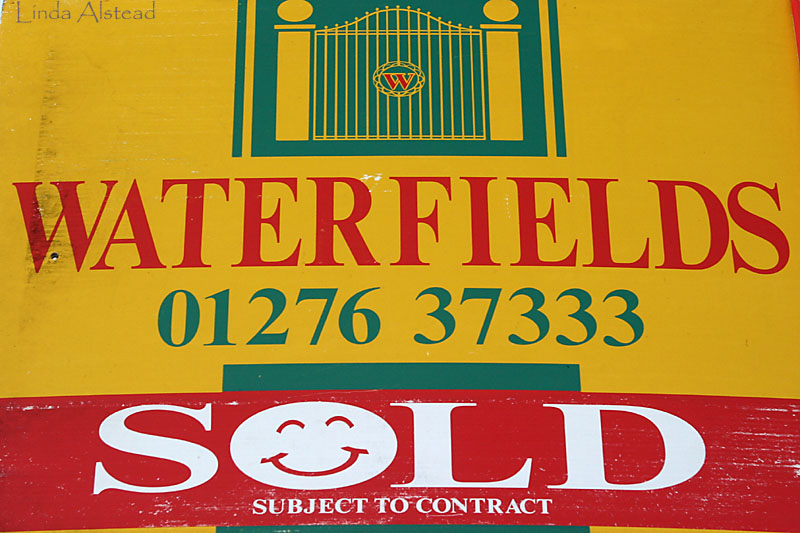 Linda Alstead
W
WATERFIELDS
01276 37333
SOLD
SUBJECT TO CONTRACT